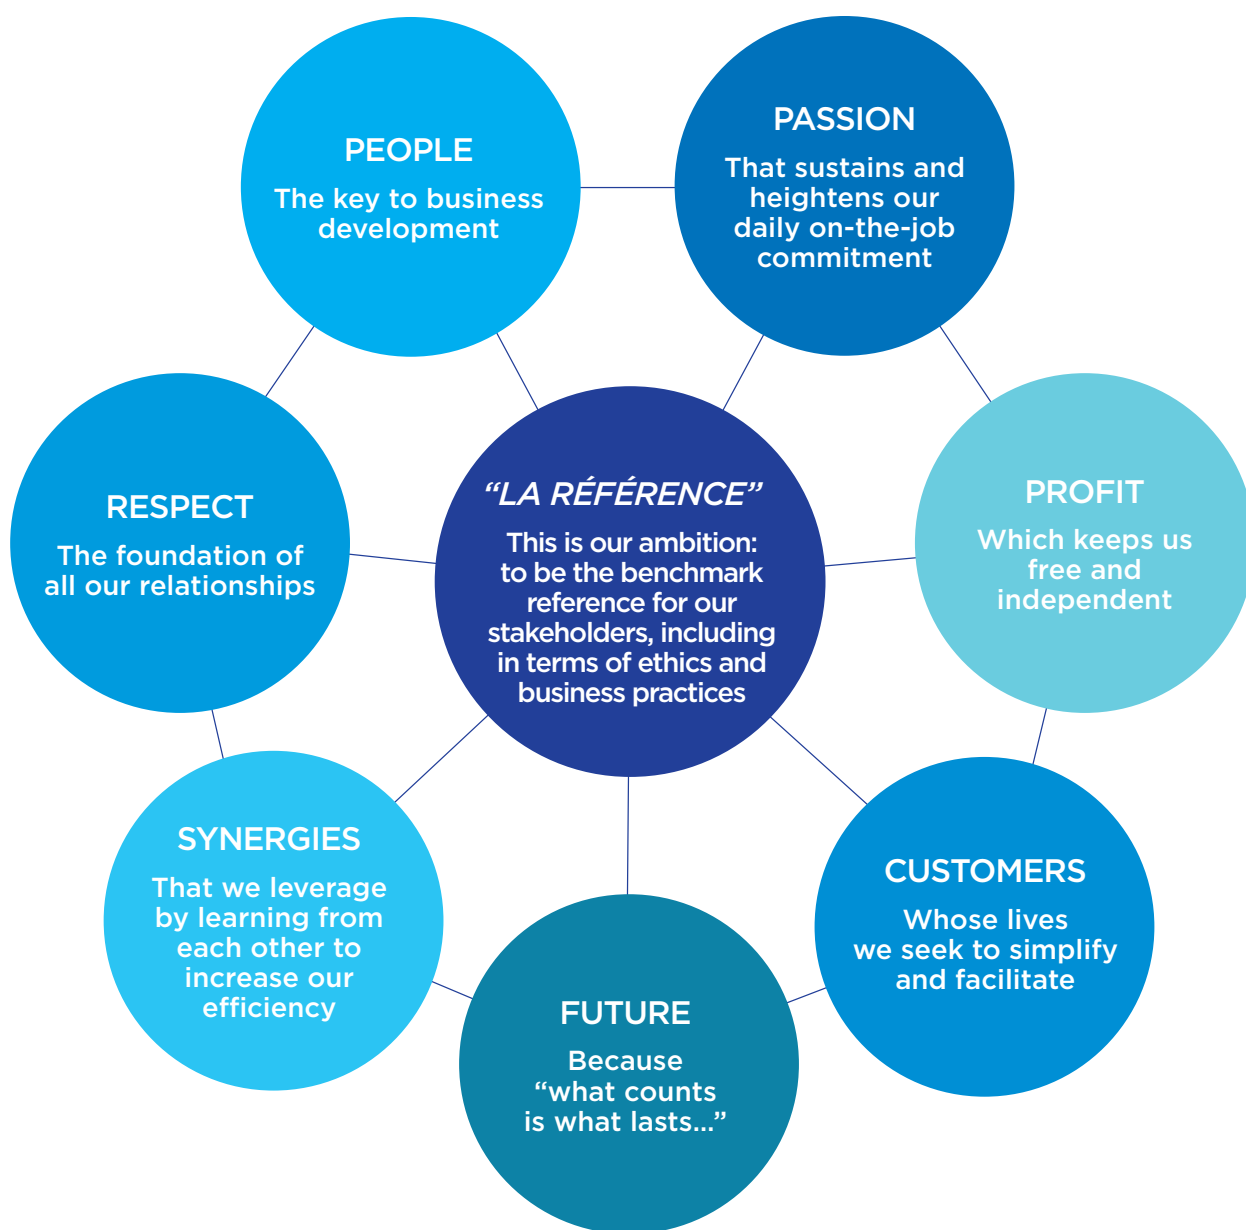 PEOPLE
The key to business
development
PASSION
That sustains and
heightens our
daily on-the-job
commitment
RESPECT
The foundation of
all our relationships
“LA RÉFÉRENCE”
This is our ambition:
to be the benchmark
reference for our
stakeholders, including
in terms of ethics and
business practices
PROFIT
Which keeps us
free and
independent
SYNERGIES
That we leverage
by learning from
each other to
increase our
efficiency
FUTURE
Because
“what counts
is what lasts...”
CUSTOMERS
Whose lives
we seek to simplify
and facilitate